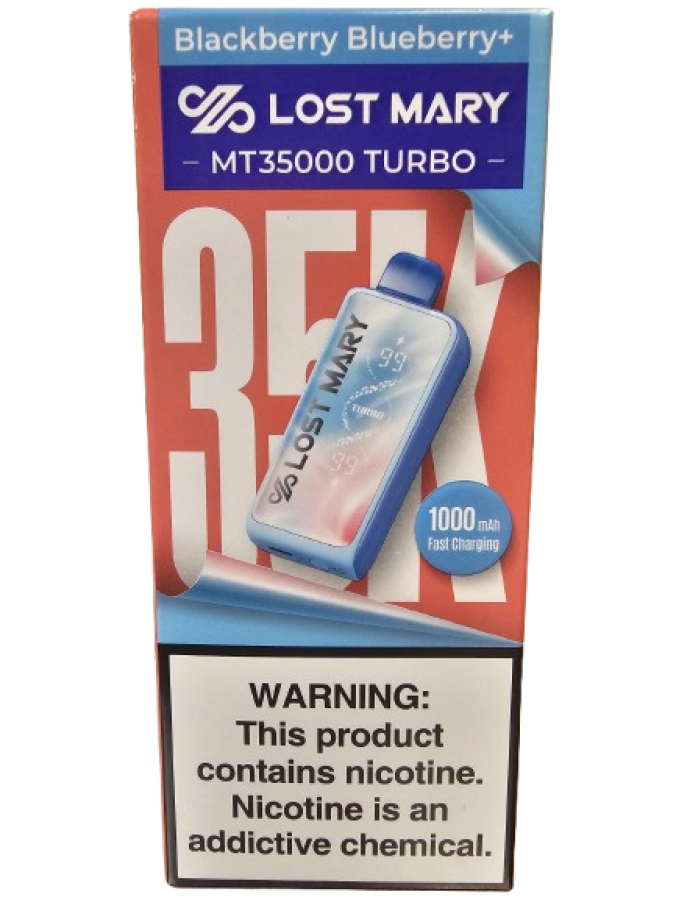 Blackberry Blueberry+
LOST MARY
MT35000 TURBO
35K
LOST MARY
99
TURBO
99
1000 mAh
Fast Charging
WARNING:
This product
contains nicotine.
Nicotine is an
addictive chemical.